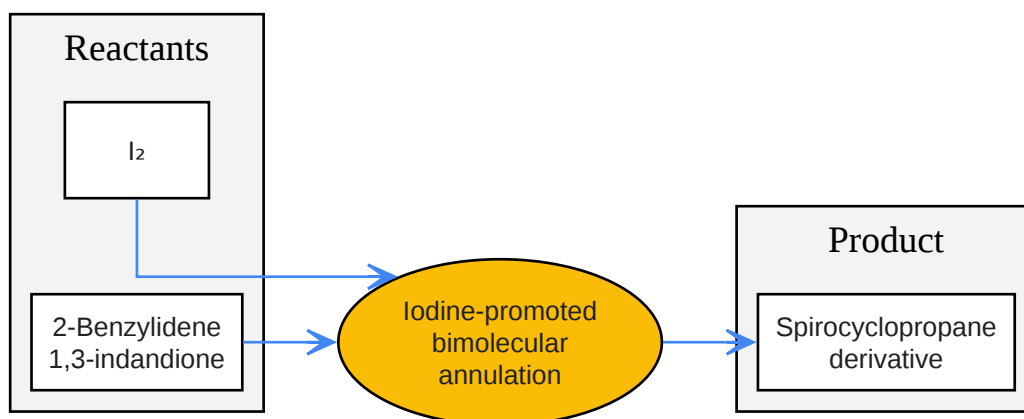 Reactants
I₂
2-Benzylidene
1,3-indandione
Iodine-promoted
bimolecular
annulation
Product
Spirocyclopropane
derivative